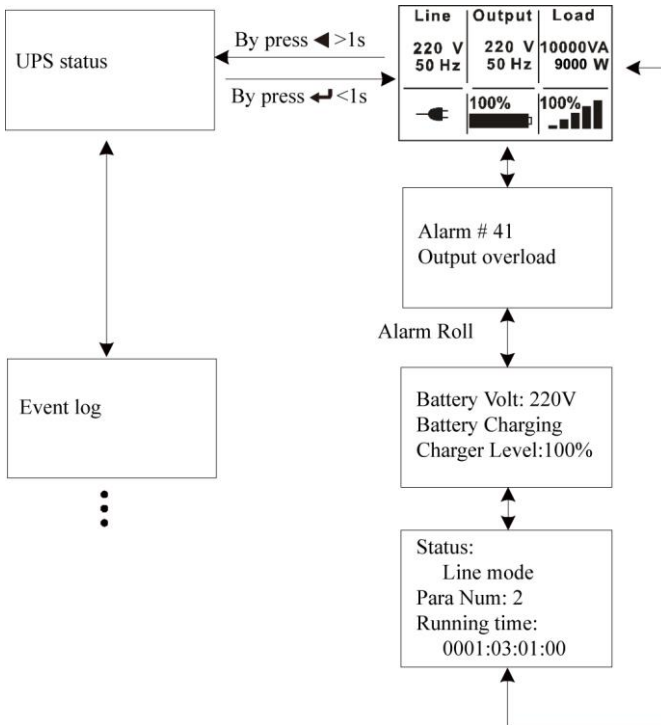 UPS status
By press ◀ >1s
By press ↵ <1s
Line Output Load
220 V 220 V 10000VA
50 Hz 50 Hz 9000 W
100% 100%
Alarm # 41
Output overload
Alarm Roll
Event log
Battery Volt: 220V
Battery Charging
Charger Level:100%
Status:
Line mode
Para Num: 2
Running time:
0001:03:01:00